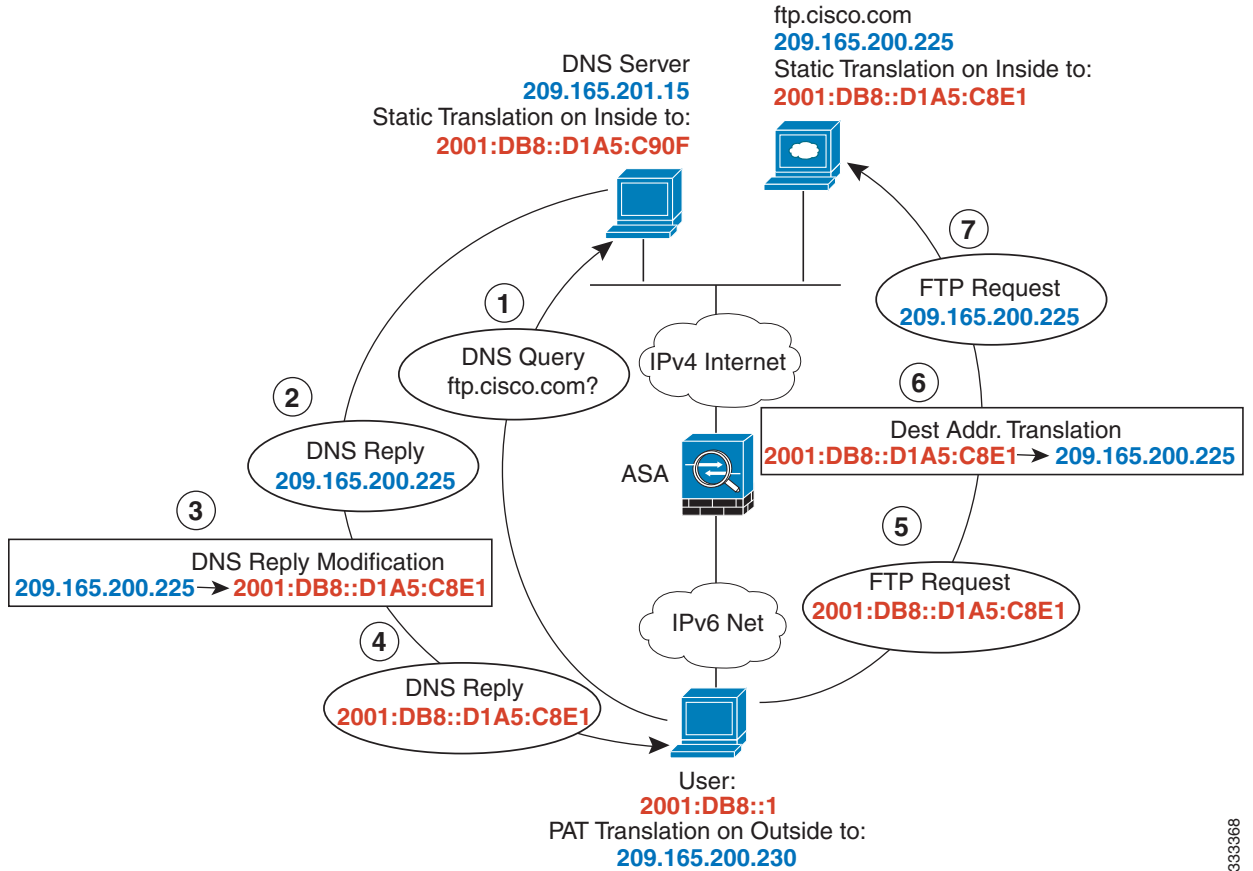 ftp.cisco.com
209.165.200.225
Static Translation on Inside to:
2001:DB8::D1A5:C8E1
DNS Server
209.165.201.15
Static Translation on Inside to:
2001:DB8::D1A5:C90F
7
FTP Request
209.165.200.225
1
DNS Query
ftp.cisco.com?
IPv4 Internet
2
DNS Reply
209.165.200.225
6
Dest Addr. Translation
2001:DB8::D1A5:C8E1 → 209.165.200.225
ASA
3
DNS Reply Modification
209.165.200.225 → 2001:DB8::D1A5:C8E1
5
FTP Request
2001:DB8::D1A5:C8E1
IPv6 Net
4
DNS Reply
2001:DB8::D1A5:C8E1
User:
2001:DB8::1
PAT Translation on Outside to:
209.165.200.230
333368